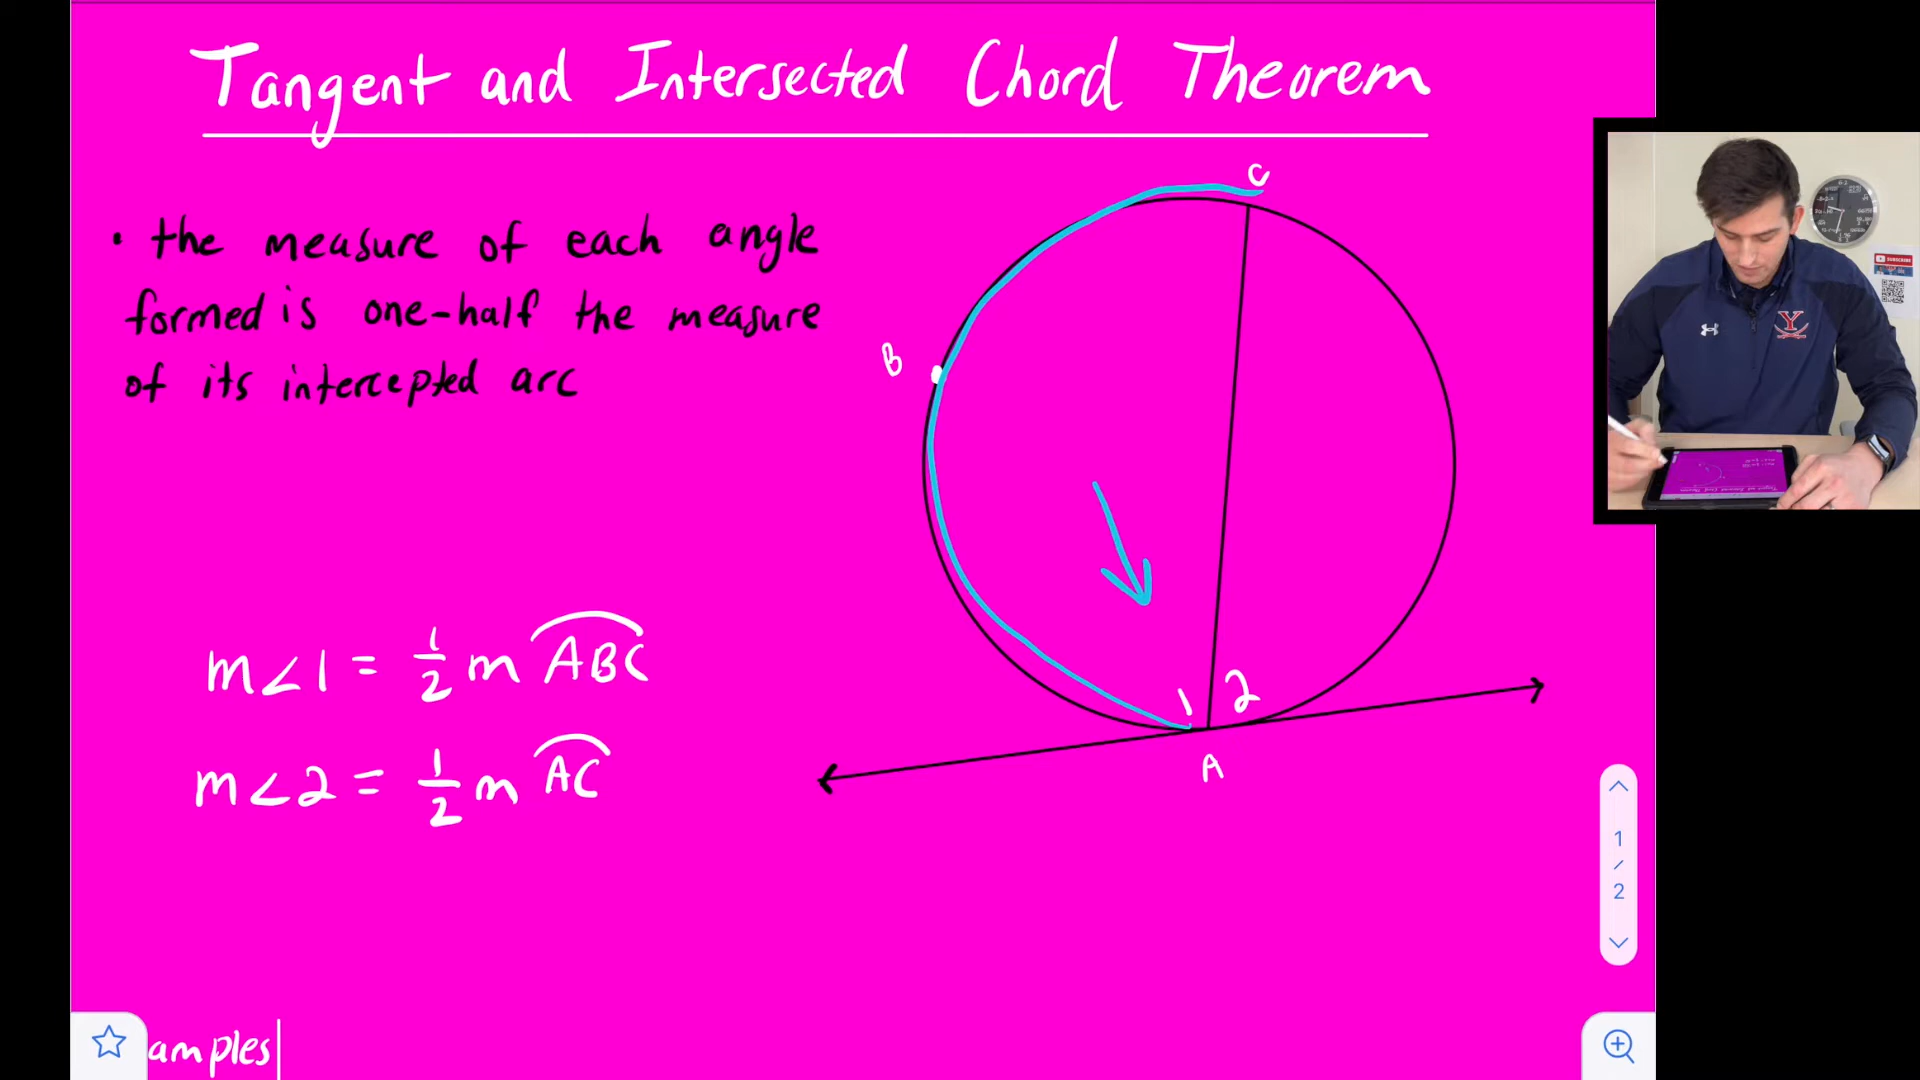 Tangent and Intersected Chord Theorem
• the measure of each angle
formed is one-half the measure
of its intercepted arc
C
B
1 2
A
m∠1 = 1/2 m ABC
m∠2 = 1/2 m AC
amples
1
/
2
Y
SUBSCRIBE